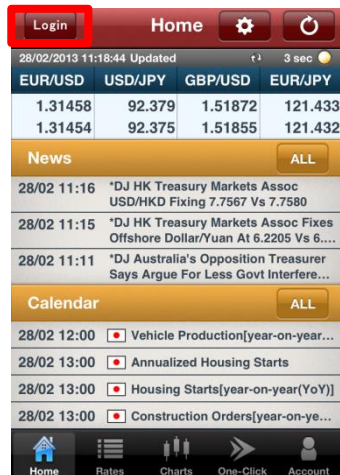 Login Home
28/02/2013 11:18:44 Updated 3 sec
EUR/USD USD/JPY GBP/USD EUR/JPY
1.31458 92.379 1.51872 121.433
1.31454 92.375 1.51855 121.432
News ALL
28/02 11:16 *DJ HK Treasury Markets Assoc
USD/HKD Fixing 7.7567 Vs 7.7580
28/02 11:15 *DJ HK Treasury Markets Assoc Fixes
Offshore Dollar/Yuan At 6.2205 Vs 6....
28/02 11:11 *DJ Australia's Opposition Treasurer
Says Argue For Less Govt Interfere...
Calendar ALL
28/02 12:00 Vehicle Production[year-on-year...
28/02 13:00 Annualized Housing Starts
28/02 13:00 Housing Starts[year-on-year(YoY)]
28/02 13:00 Construction Orders[year-on-ye...
Home Rates Charts One-Click Account